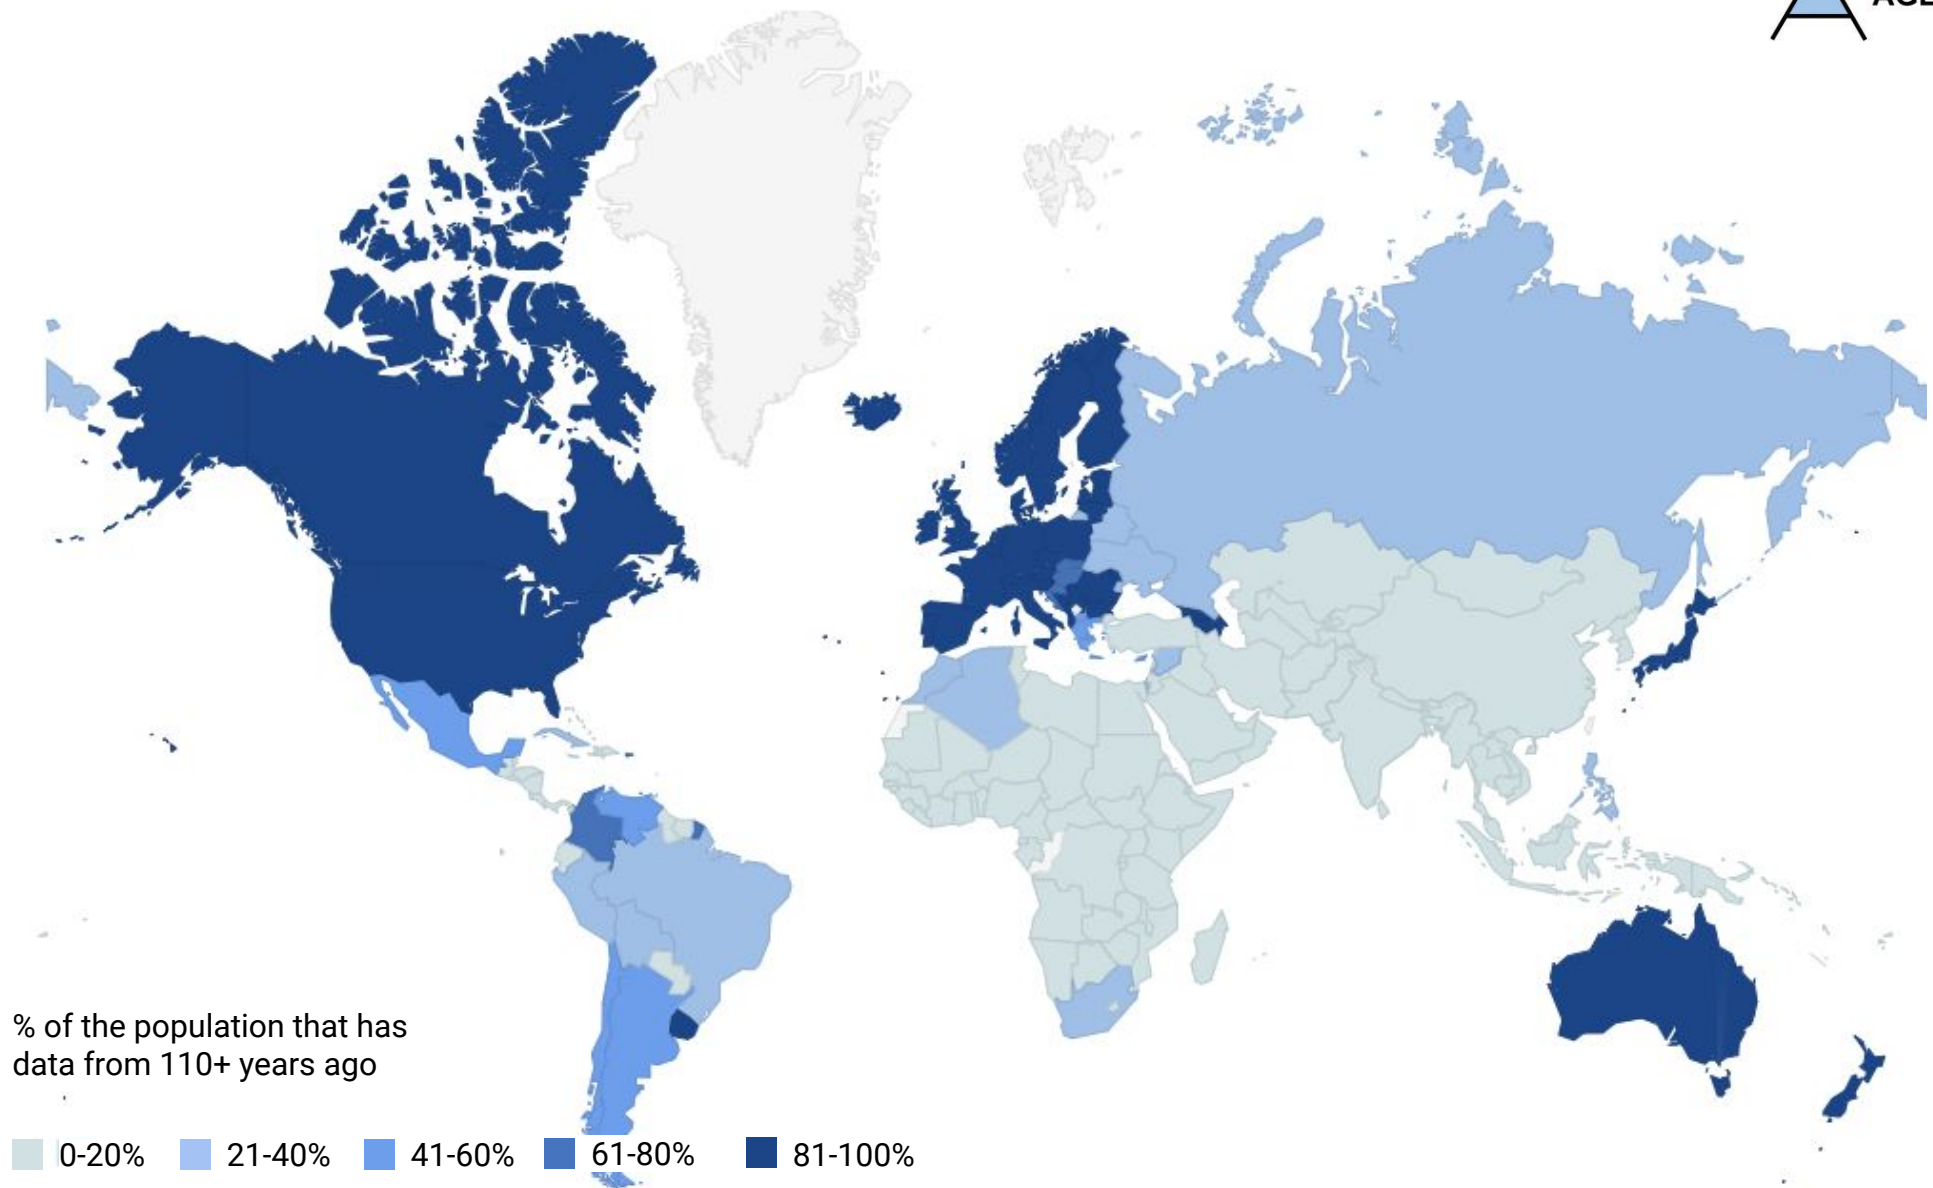 % of the population that has
data from 110+ years ago
0-20%
21-40%
41-60%
61-80%
81-100%